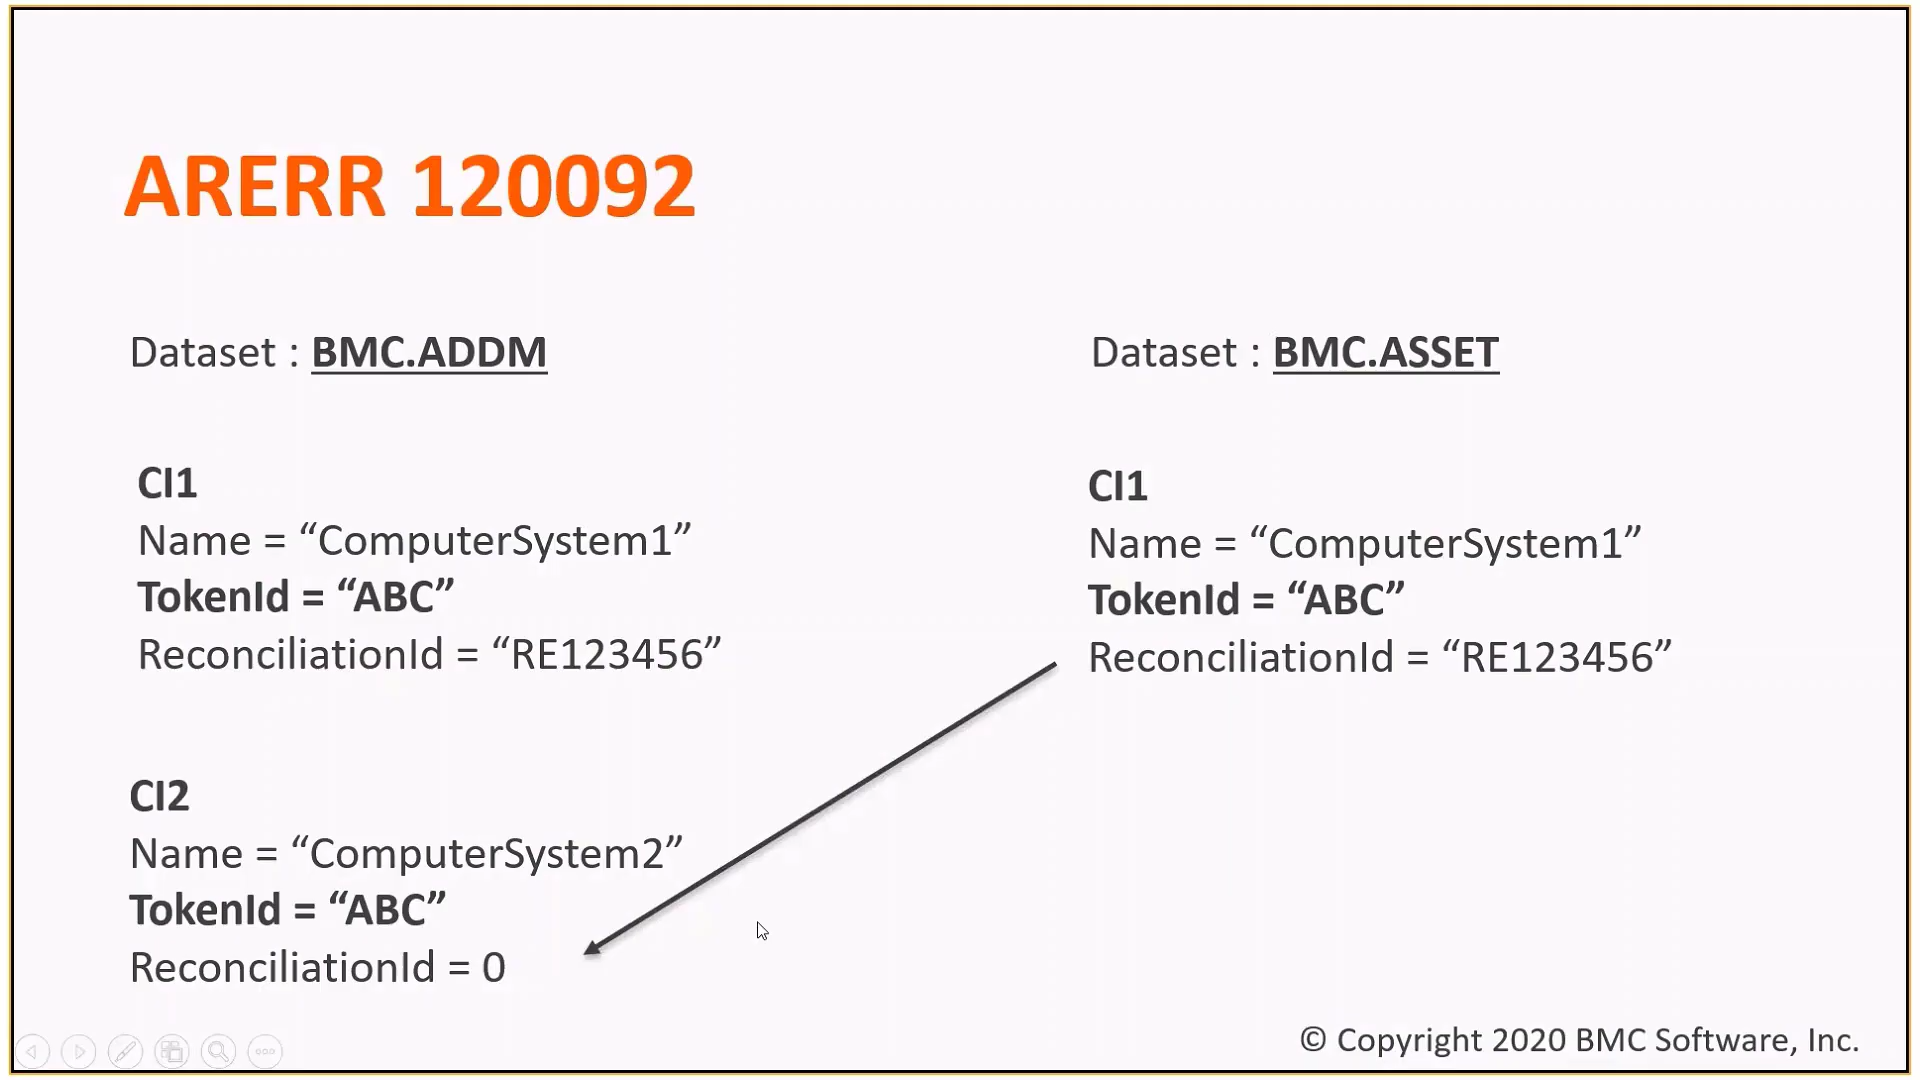 ARERR 120092
Dataset : BMC.ADDM
CI1
Name = “ComputerSystem1”
TokenId = “ABC”
ReconciliationId = “RE123456”
CI2
Name = “ComputerSystem2”
TokenId = “ABC”
ReconciliationId = 0
Dataset : BMC.ASSET
CI1
Name = “ComputerSystem1”
TokenId = “ABC”
ReconciliationId = “RE123456”
© Copyright 2020 BMC Software, Inc.